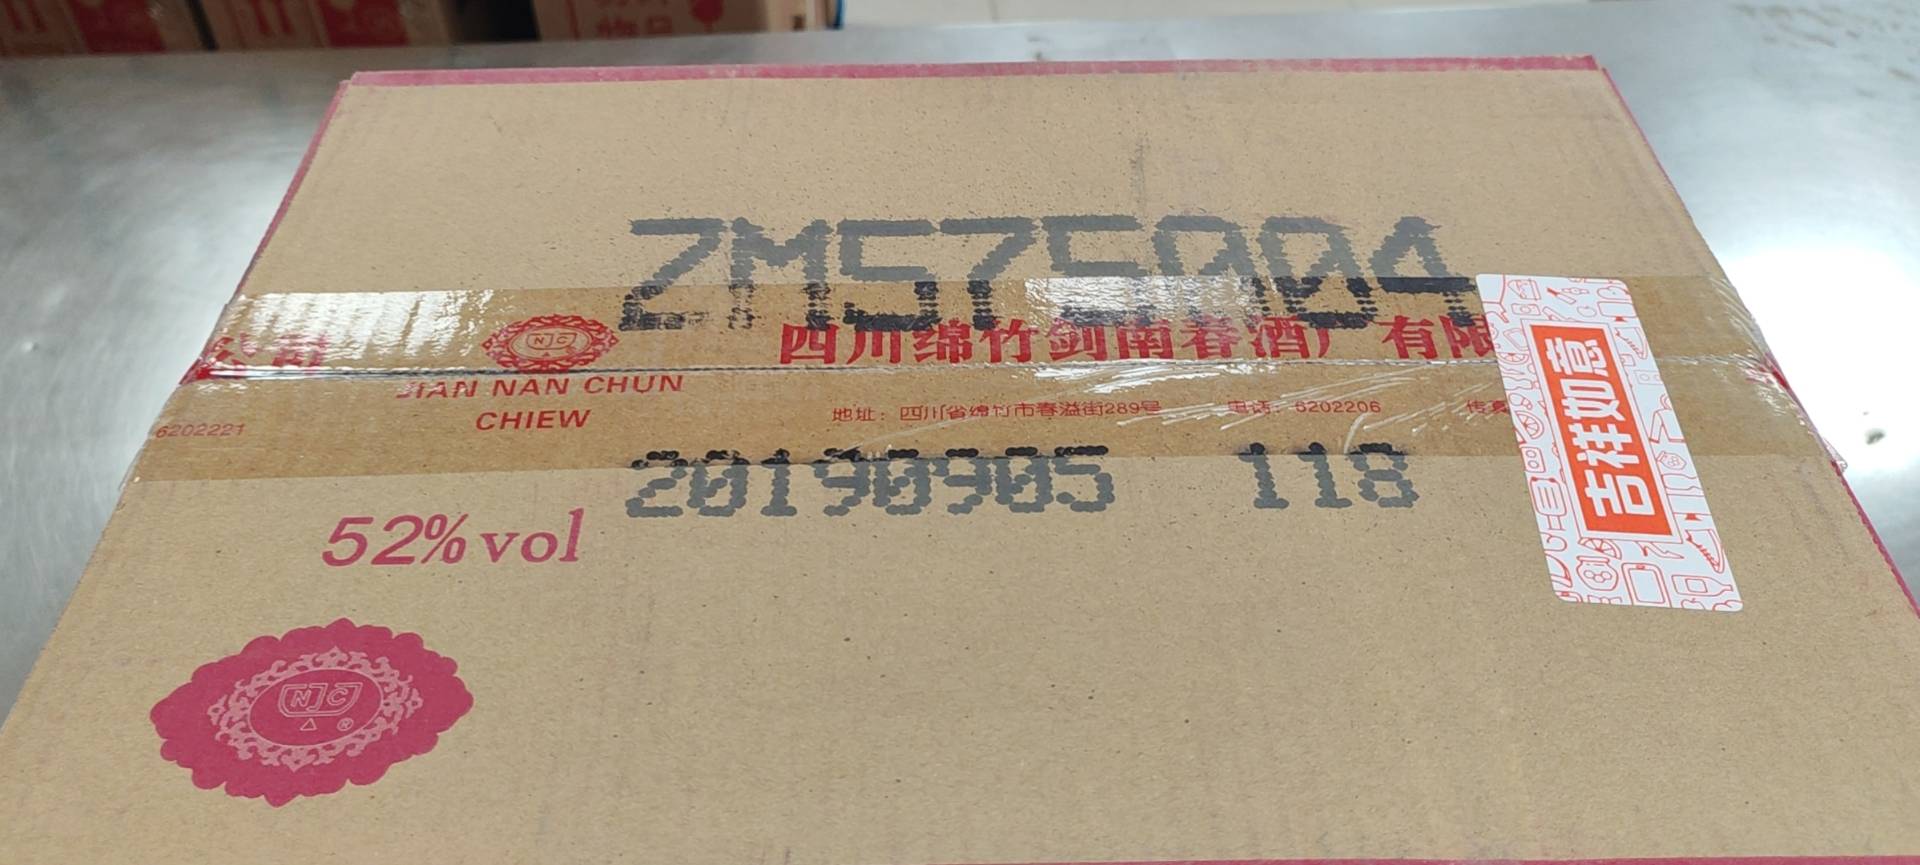 ZM575004
公司
NJC
四川绵竹剑南春酒厂有限
JIAN NAN CHUN
CHIEW
6202221
地址：四川省绵竹市春溢街289号 电话：6202206 传真
20190905 118
52%vol
吉祥如意
NJC
®